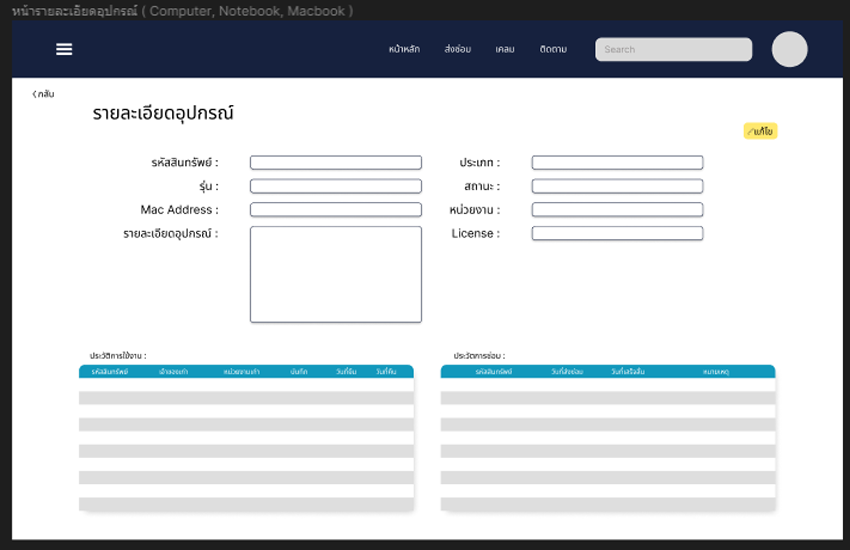 หน้ารายละเอียดอุปกรณ์ ( Computer, Notebook, Macbook )
หน้าหลัก ส่งซ่อม เคลม ติดตาม Search
< กลับ
รายละเอียดอุปกรณ์
แก้ไข
รหัสสินทรัพย์ : ประเภท :
รุ่น : สถานะ :
Mac Address : หน่วยงาน :
รายละเอียดอุปกรณ์ : License :
ประวัติการใช้งาน : ประวัติการซ่อม :
รหัสสินทรัพย์ เจ้าของเก่า หน่วยงานเก่า บันทึก วันที่ยืม วันที่คืน รหัสสินทรัพย์ วันที่ส่งซ่อม วันที่เสร็จสิ้น หมายเหตุ